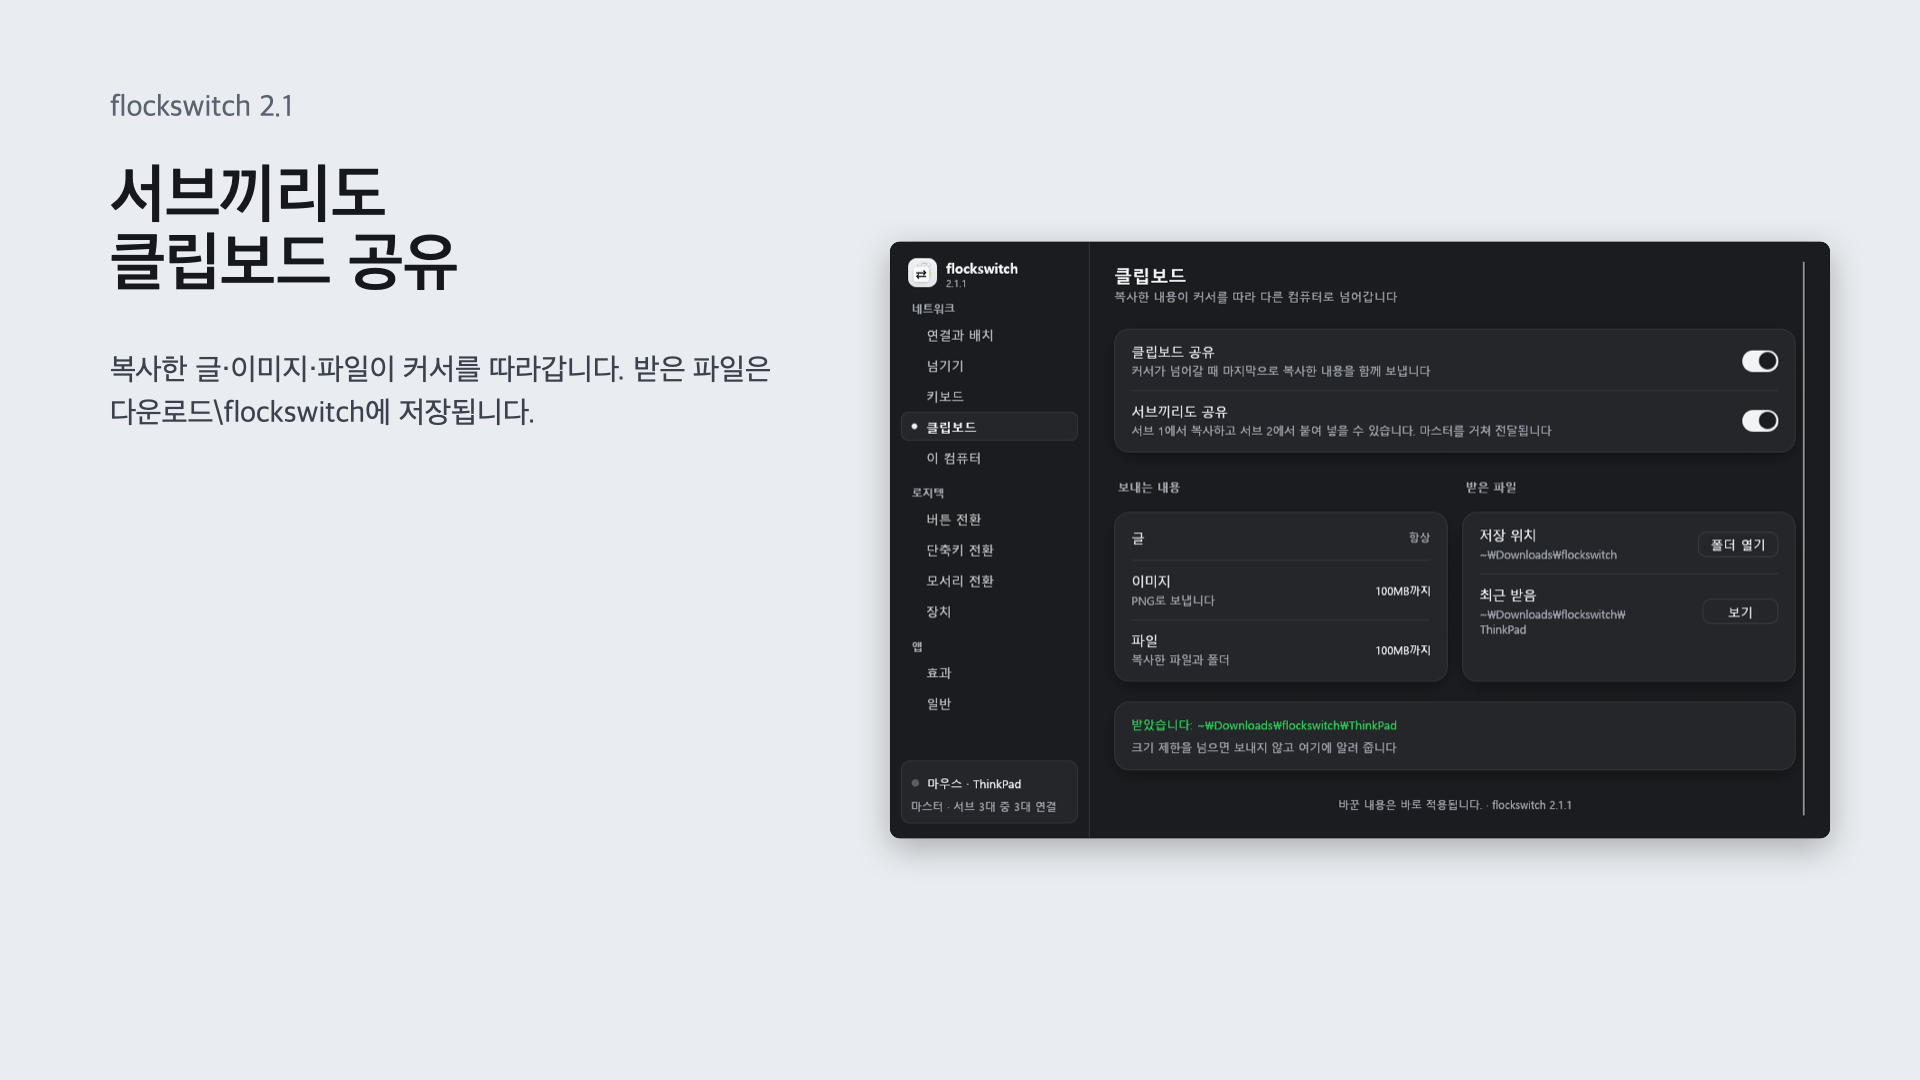 flockswitch 2.1
서브끼리도
클립보드 공유
복사한 글·이미지·파일이 커서를 따라갑니다. 받은 파일은
다운로드\flockswitch에 저장됩니다.
flockswitch
2.1.1
네트워크
연결과 배치
넘기기
키보드
클립보드
이 컴퓨터
로지텍
버튼 전환
단축키 전환
모서리 전환
장치
앱
효과
일반
마우스 · ThinkPad
마스터 · 서브 3대 중 3대 연결
클립보드
복사한 내용이 커서를 따라 다른 컴퓨터로 넘어갑니다
클립보드 공유
커서가 넘어갈 때 마지막으로 복사한 내용을 함께 보냅니다
서브끼리도 공유
서브 1에서 복사하고 서브 2에서 붙여 넣을 수 있습니다. 마스터를 거쳐 전달됩니다
보내는 내용
글 항상
이미지
PNG로 보냅니다
100MB까지
파일
복사한 파일과 폴더
100MB까지
받은 파일
저장 위치
~₩Downloads₩flockswitch
폴더 열기
최근 받음
~₩Downloads₩flockswitch₩
ThinkPad
보기
받았습니다: ~₩Downloads₩flockswitch₩ThinkPad
크기 제한을 넘으면 보내지 않고 여기에 알려 줍니다
바꾼 내용은 바로 적용됩니다. · flockswitch 2.1.1